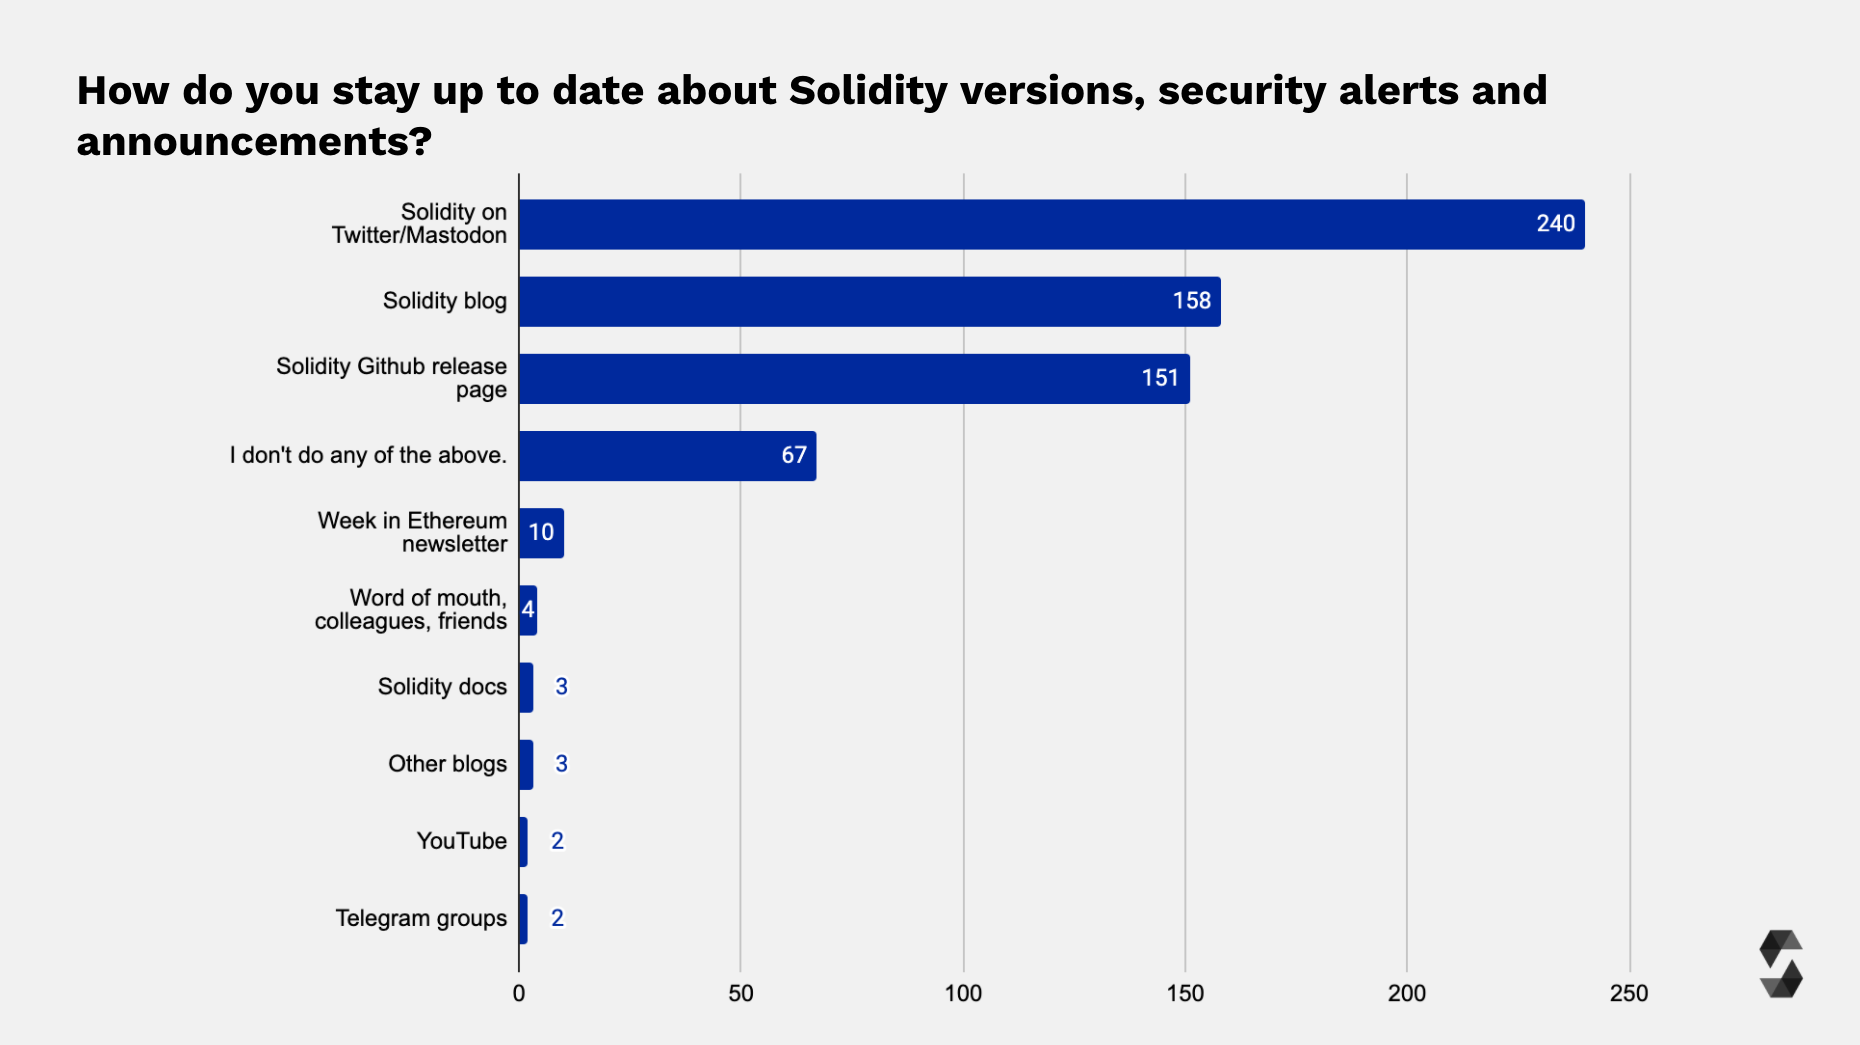 How do you stay up to date about Solidity versions, security alerts and
announcements?
Solidity on
Twitter/Mastodon
240
Solidity blog
158
Solidity Github release
page
151
I don't do any of the above.
67
Week in Ethereum
newsletter
10
Word of mouth,
colleagues, friends
4
Solidity docs
3
Other blogs
3
YouTube
2
Telegram groups
2
0
50
100
150
200
250